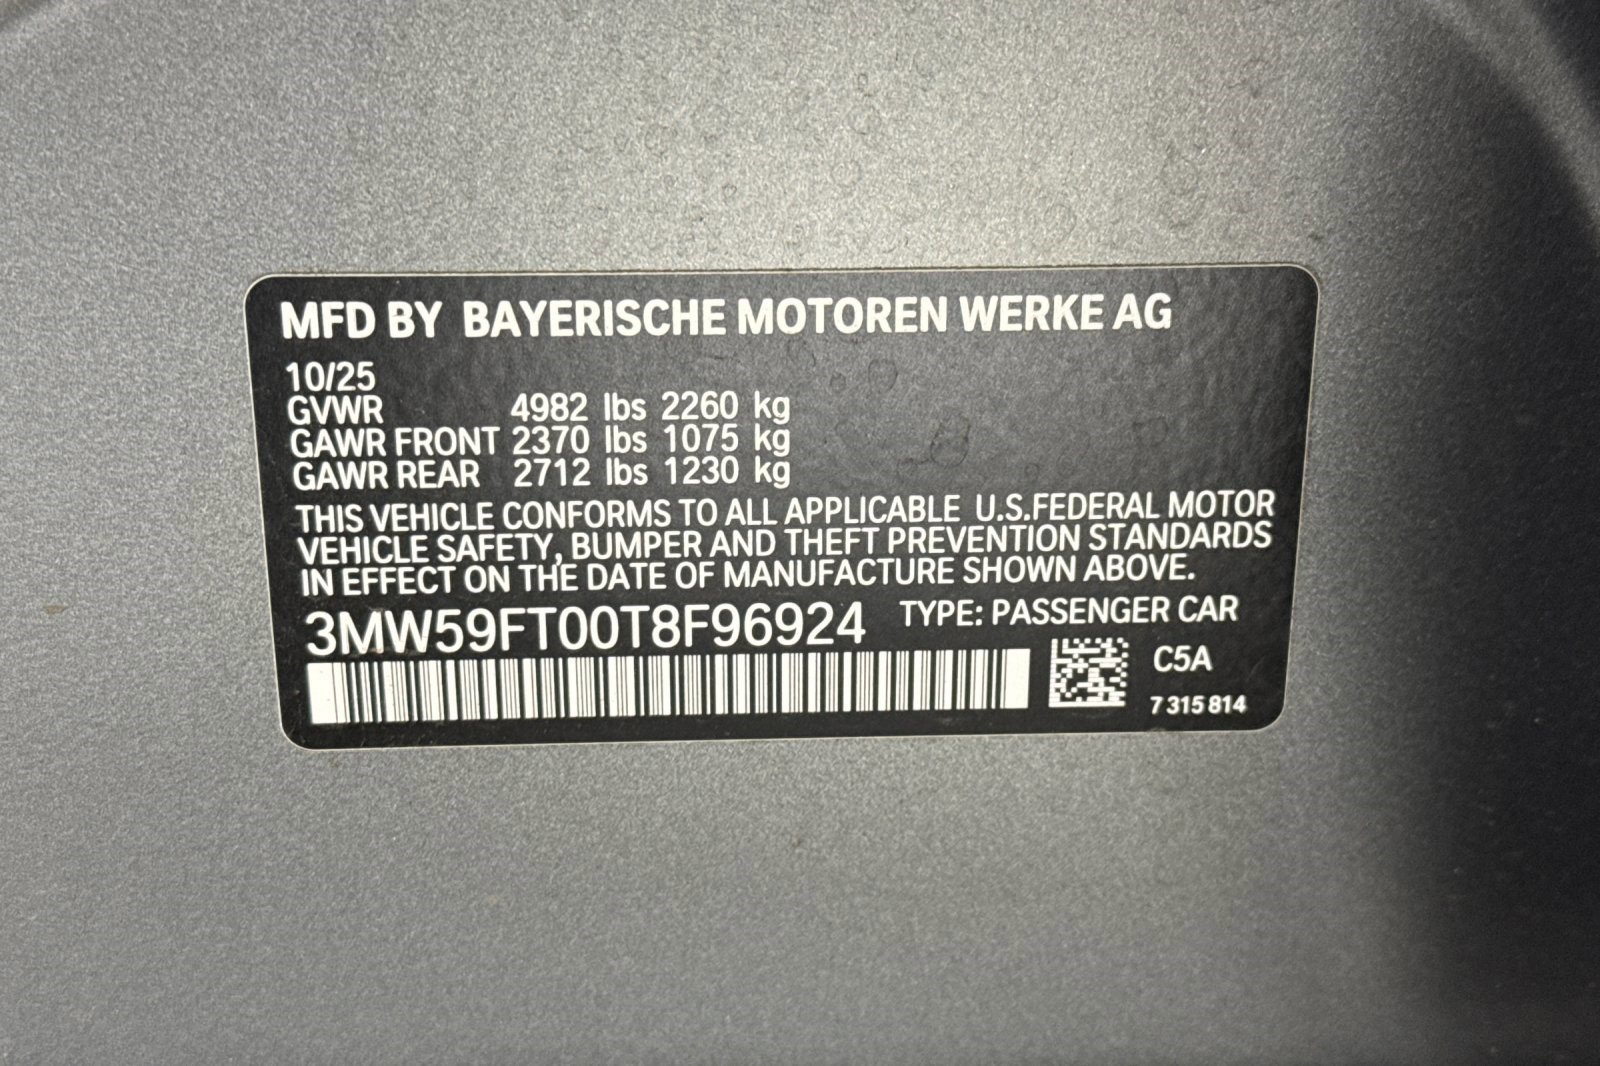 MFD BY BAYERISCHE MOTOREN WERKE AG
10/25
GVWR 4982 lbs 2260 kg
GAWR FRONT 2370 lbs 1075 kg
GAWR REAR 2712 lbs 1230 kg
THIS VEHICLE CONFORMS TO ALL APPLICABLE U.S.FEDERAL MOTOR
VEHICLE SAFETY, BUMPER AND THEFT PREVENTION STANDARDS
IN EFFECT ON THE DATE OF MANUFACTURE SHOWN ABOVE.
3MW59FT00T8F96924 TYPE: PASSENGER CAR
C5A
7 315 814